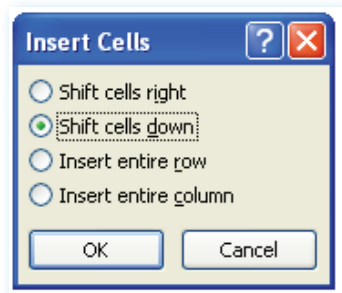 Insert Cells ?
Shift cells right
Shift cells down
Insert entire row
Insert entire column
OK Cancel